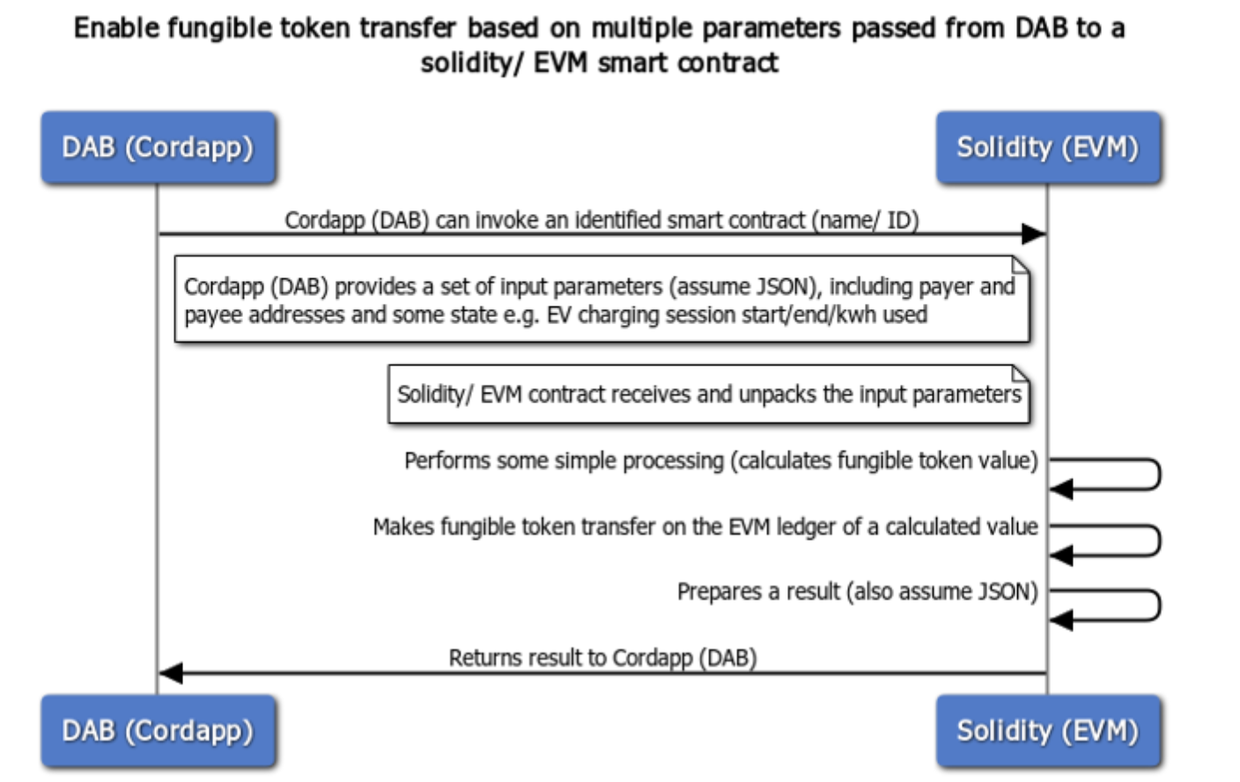 Enable fungible token transfer based on multiple parameters passed from DAB to a
solidity/ EVM smart contract
DAB (Cordapp)
Solidity (EVM)
Cordapp (DAB) can invoke an identified smart contract (name/ ID)
Cordapp (DAB) provides a set of input parameters (assume JSON), including payer and
payee addresses and some state e.g. EV charging session start/end/kwh used
Solidity/ EVM contract receives and unpacks the input parameters
Performs some simple processing (calculates fungible token value)
Makes fungible token transfer on the EVM ledger of a calculated value
Prepares a result (also assume JSON)
Returns result to Cordapp (DAB)
DAB (Cordapp)
Solidity (EVM)